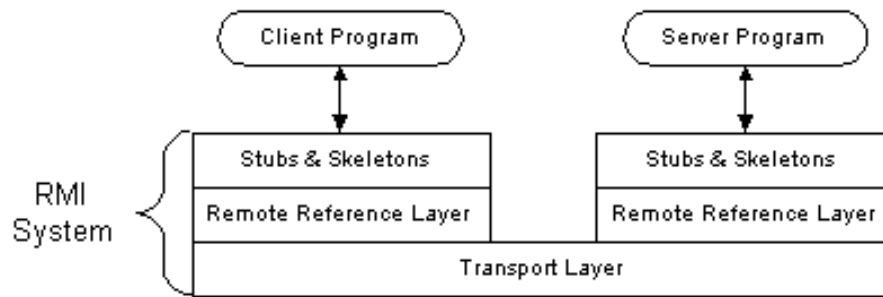 Client Program
Server Program
Stubs & Skeletons
Stubs & Skeletons
RMI
System
Remote Reference Layer
Remote Reference Layer
Transport Layer